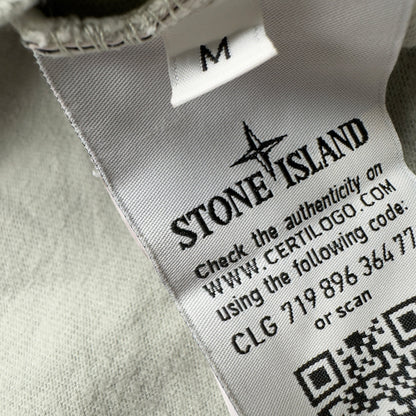 M
STONE ISLAND
Check the authenticity on
WWW.CERTILOGO.COM
using the following code:
CLG 719 896 364 77
or scan